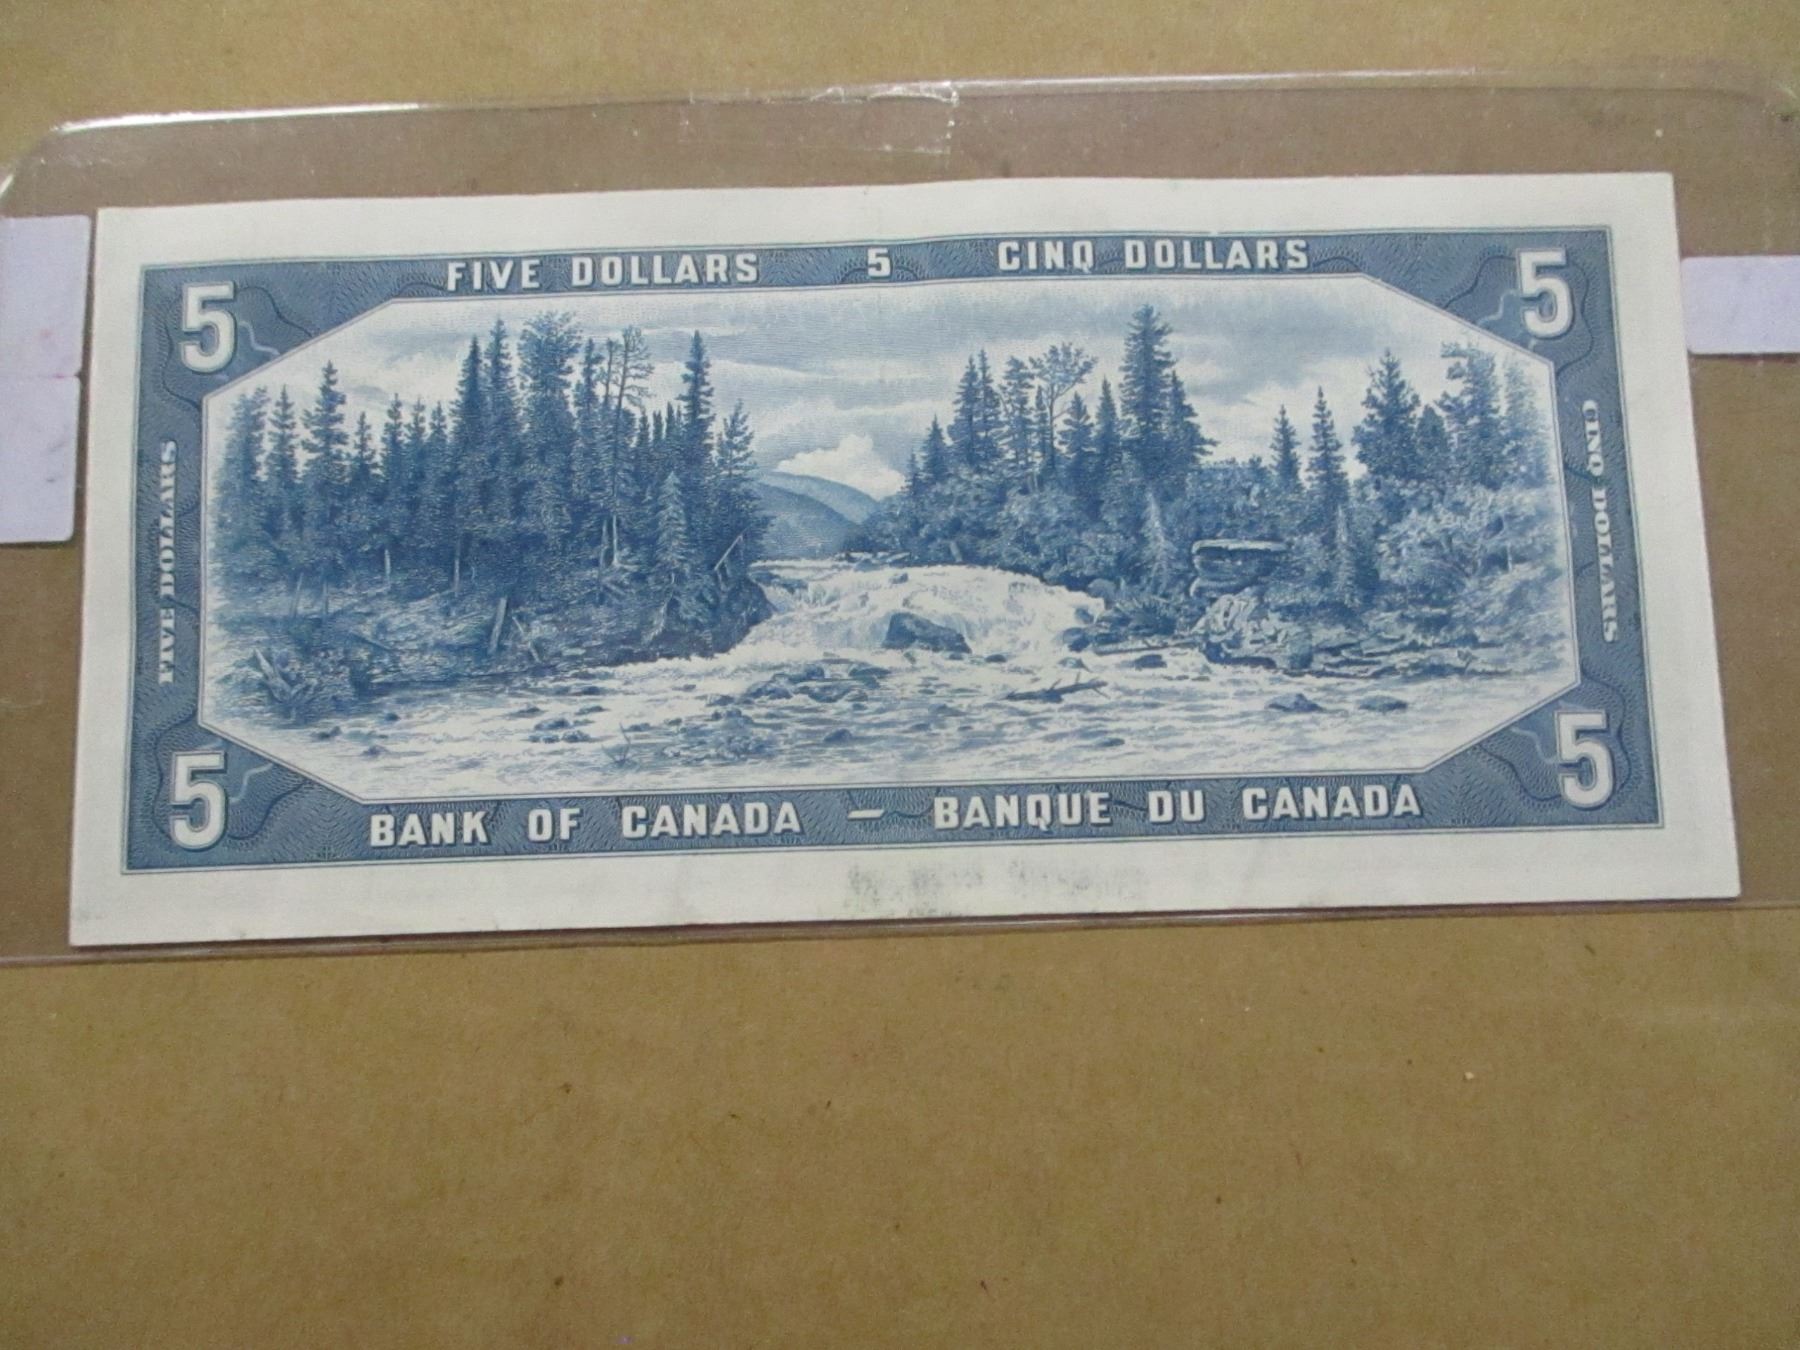 FIVE DOLLARS 5 CINQ DOLLARS
5 5
FIVE DOLLARS
CINQ DOLLARS
5 5
BANK OF CANADA – BANQUE DU CANADA